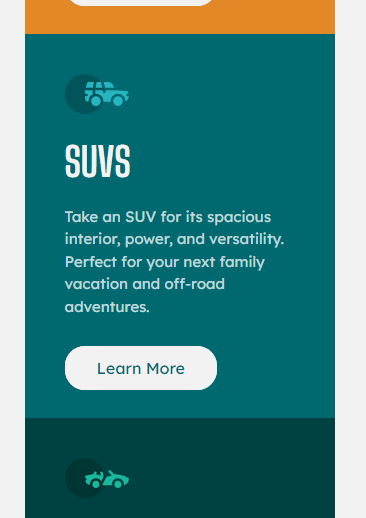 SUVS
Take an SUV for its spacious
interior, power, and versatility.
Perfect for your next family
vacation and off-road
adventures.
Learn More